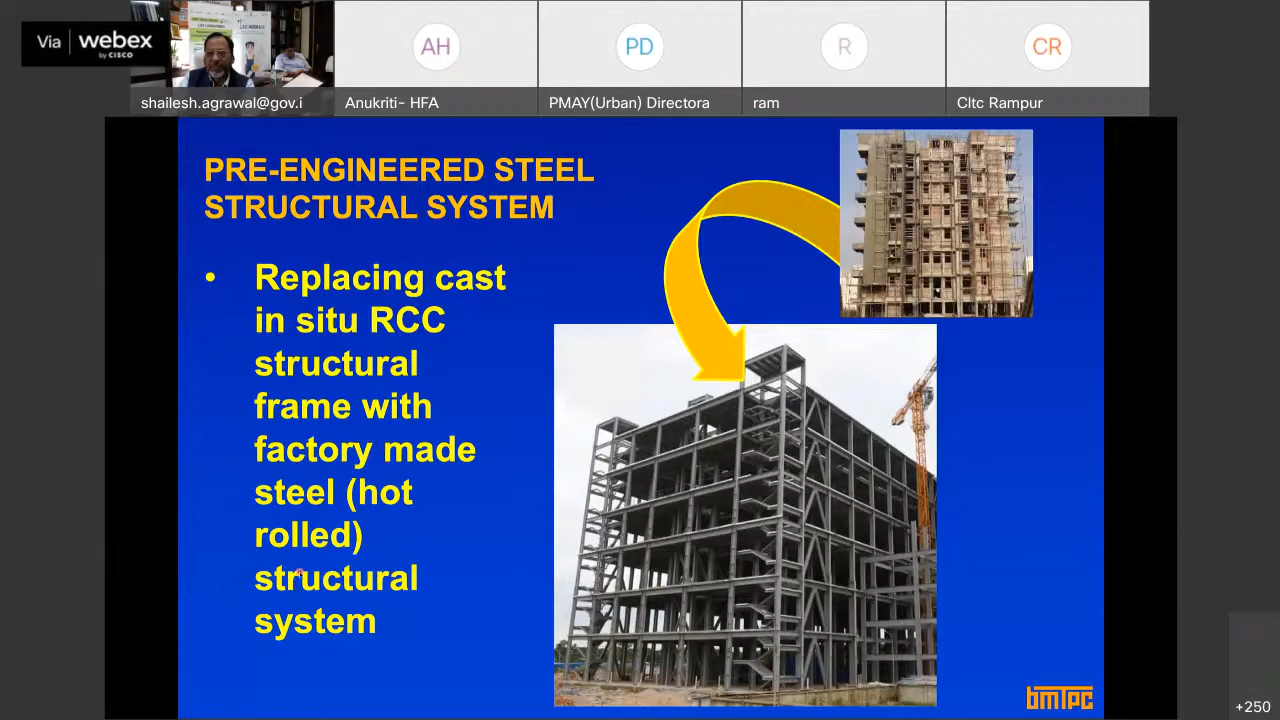 Via webex
by CISCO
AH
PD
R
CR
shailesh.agrawal@gov.i
Anukriti- HFA
PMAY(Urban) Directora
ram
Cltc Rampur
PRE-ENGINEERED STEEL
STRUCTURAL SYSTEM
• Replacing cast
in situ RCC
structural
frame with
factory made
steel (hot
rolled)
structural
system
bmTPC
+250